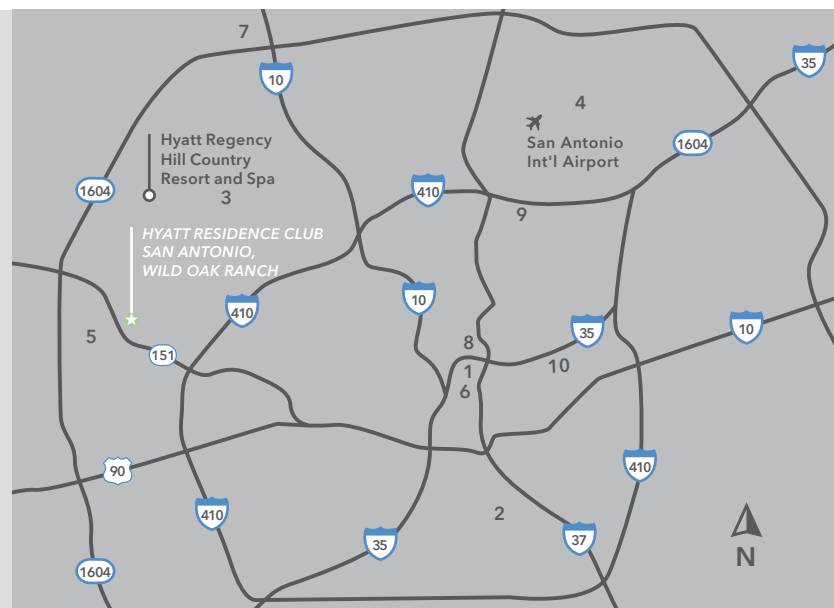 7
10
35
4
Hyatt Regency
Hill Country
Resort and Spa
San Antonio
Int'l Airport
1604
1604
410
3
9
HYATT RESIDENCE CLUB
SAN ANTONIO,
WILD OAK RANCH
10
410
35
10
5
151
8
1
10
6
90
410
410
2
35
37
N
1604